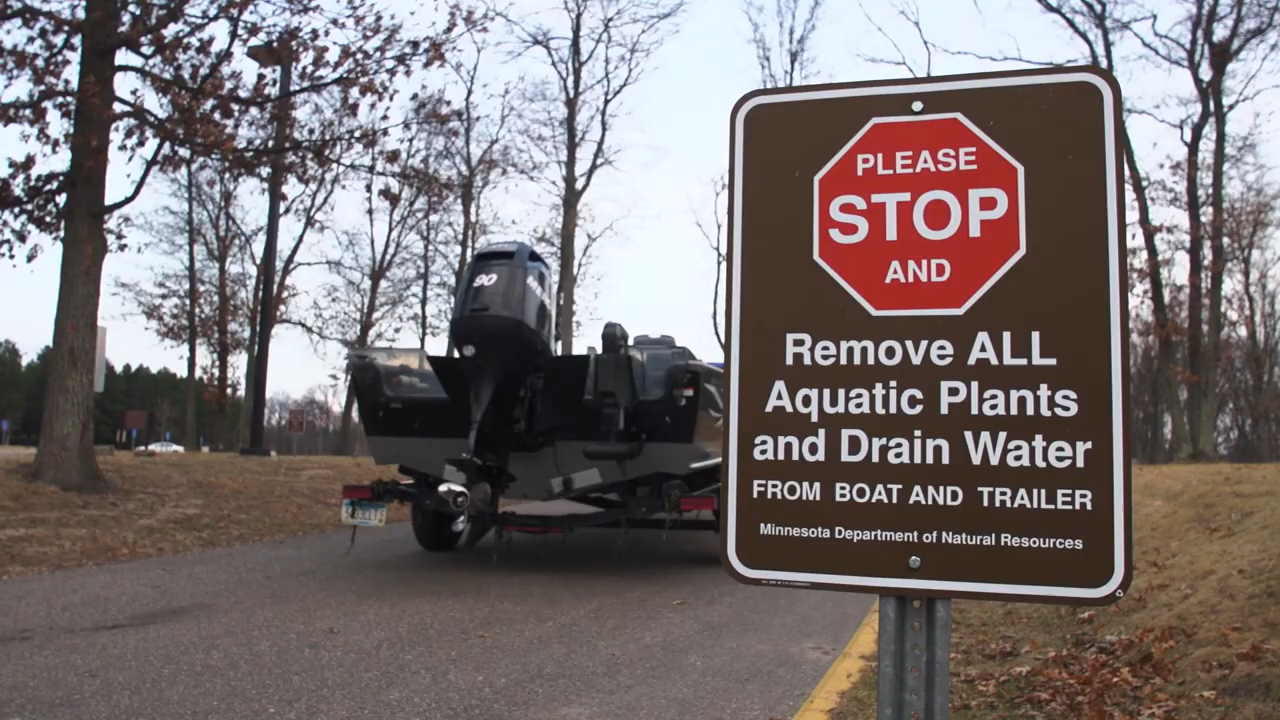 PLEASE
STOP
AND
Remove ALL
Aquatic Plants
and Drain Water
FROM BOAT AND TRAILER
Minnesota Department of Natural Resources
90